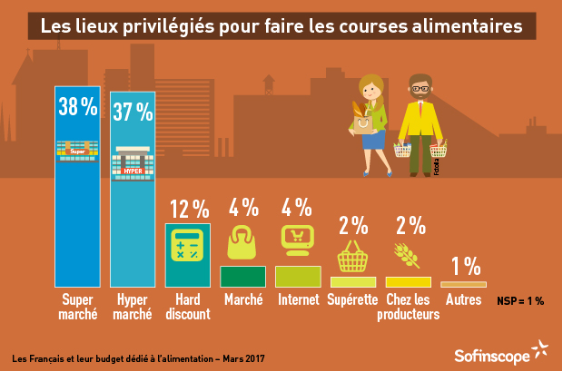 Les lieux privilégiés pour faire les courses alimentaires
38 %
37 %
Super
HYPER
12 %
4 %
4 %
2 %
2 %
1 %
Super
marché
Hyper
marché
Hard
discount
Marché
Internet
Supérette
Chez les
producteurs
Autres
NSP = 1 %
Fotolia
Les Français et leur budget dédié à l'alimentation – Mars 2017
Sofinscope